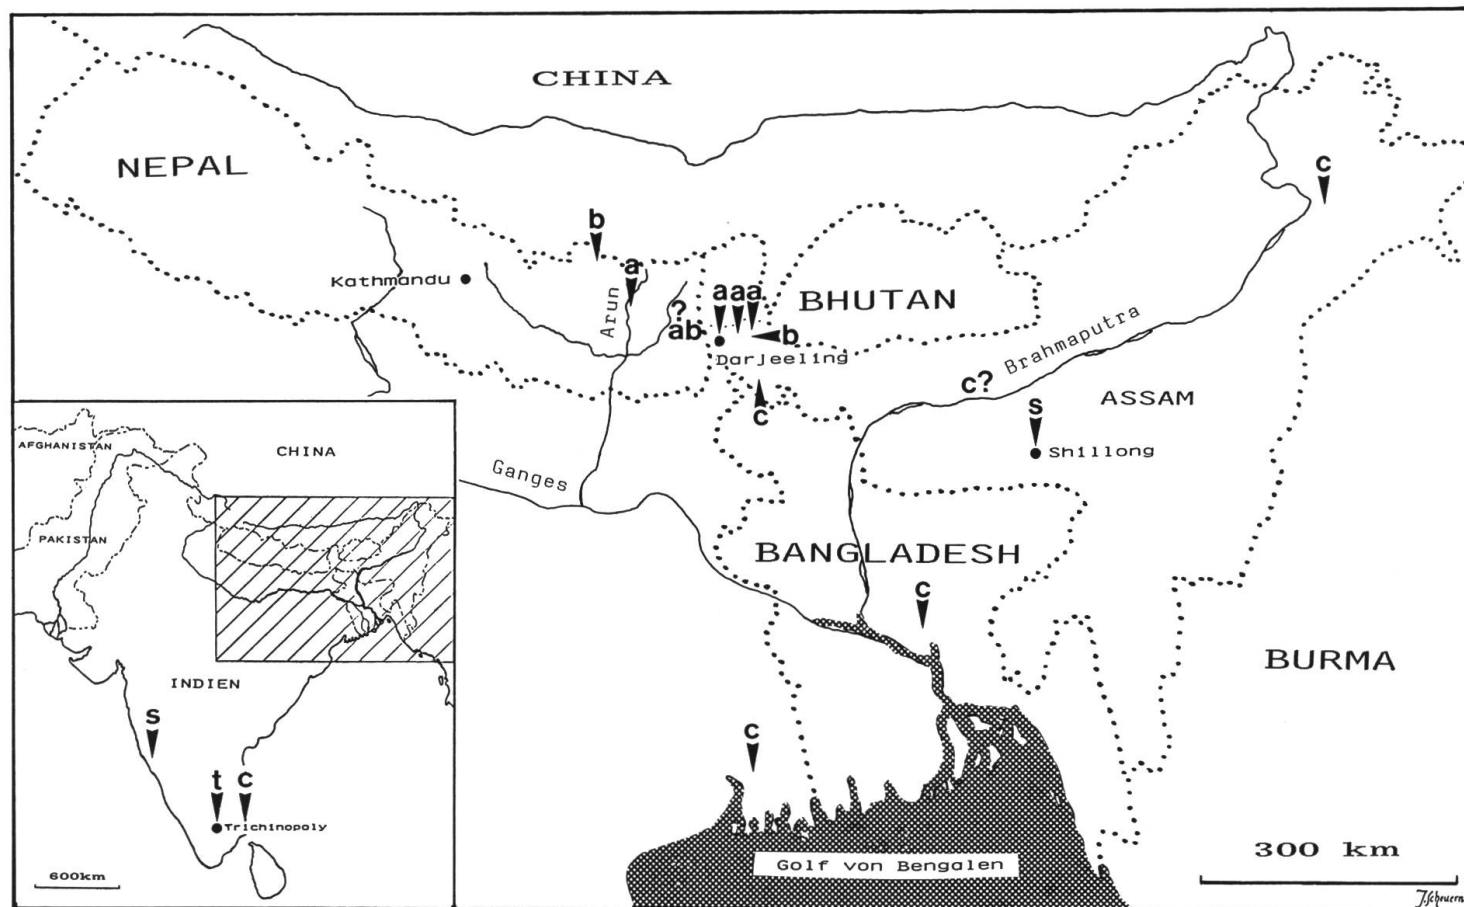 CHINA
NEPAL
c
b
a
Kathmandu
Arun
?
ab
a a a
b
BHUTAN
Darjeeling
c
Brahmaputra
c?
ASSAM
s
Shillong
Ganges
BANGLADESH
c
BURMA
c
Golf von Bengalen
300 km
AFGHANISTAN
CHINA
PAKISTAN
INDIEN
s
t
c
Trichinopoly
600km